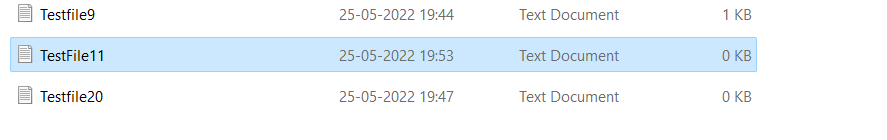 Testfile9 25-05-2022 19:44 Text Document 1 KB
TestFile11 25-05-2022 19:53 Text Document 0 KB
Testfile20 25-05-2022 19:47 Text Document 0 KB